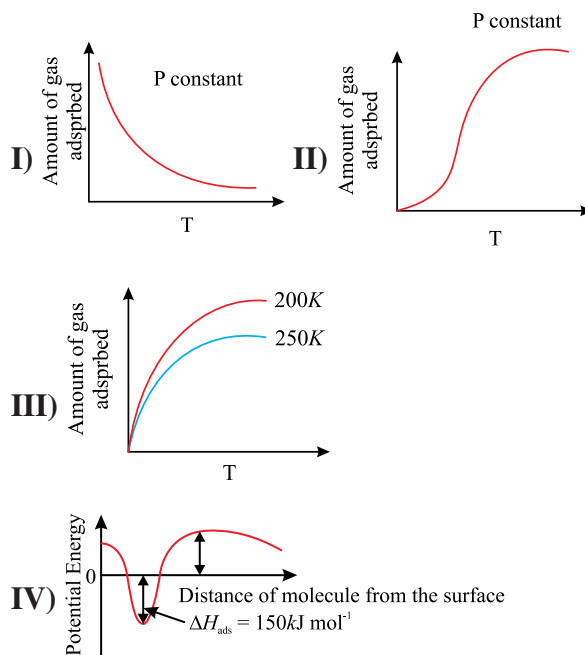 I)
Amount of gas
adsprbed
P constant
T
II)
Amount of gas
adsprbed
P constant
T
III)
Amount of gas
adsprbed
200K
250K
T
IV)
Potential Energy
0
Distance of molecule from the surface
ΔH_ads = 150kJ mol⁻¹